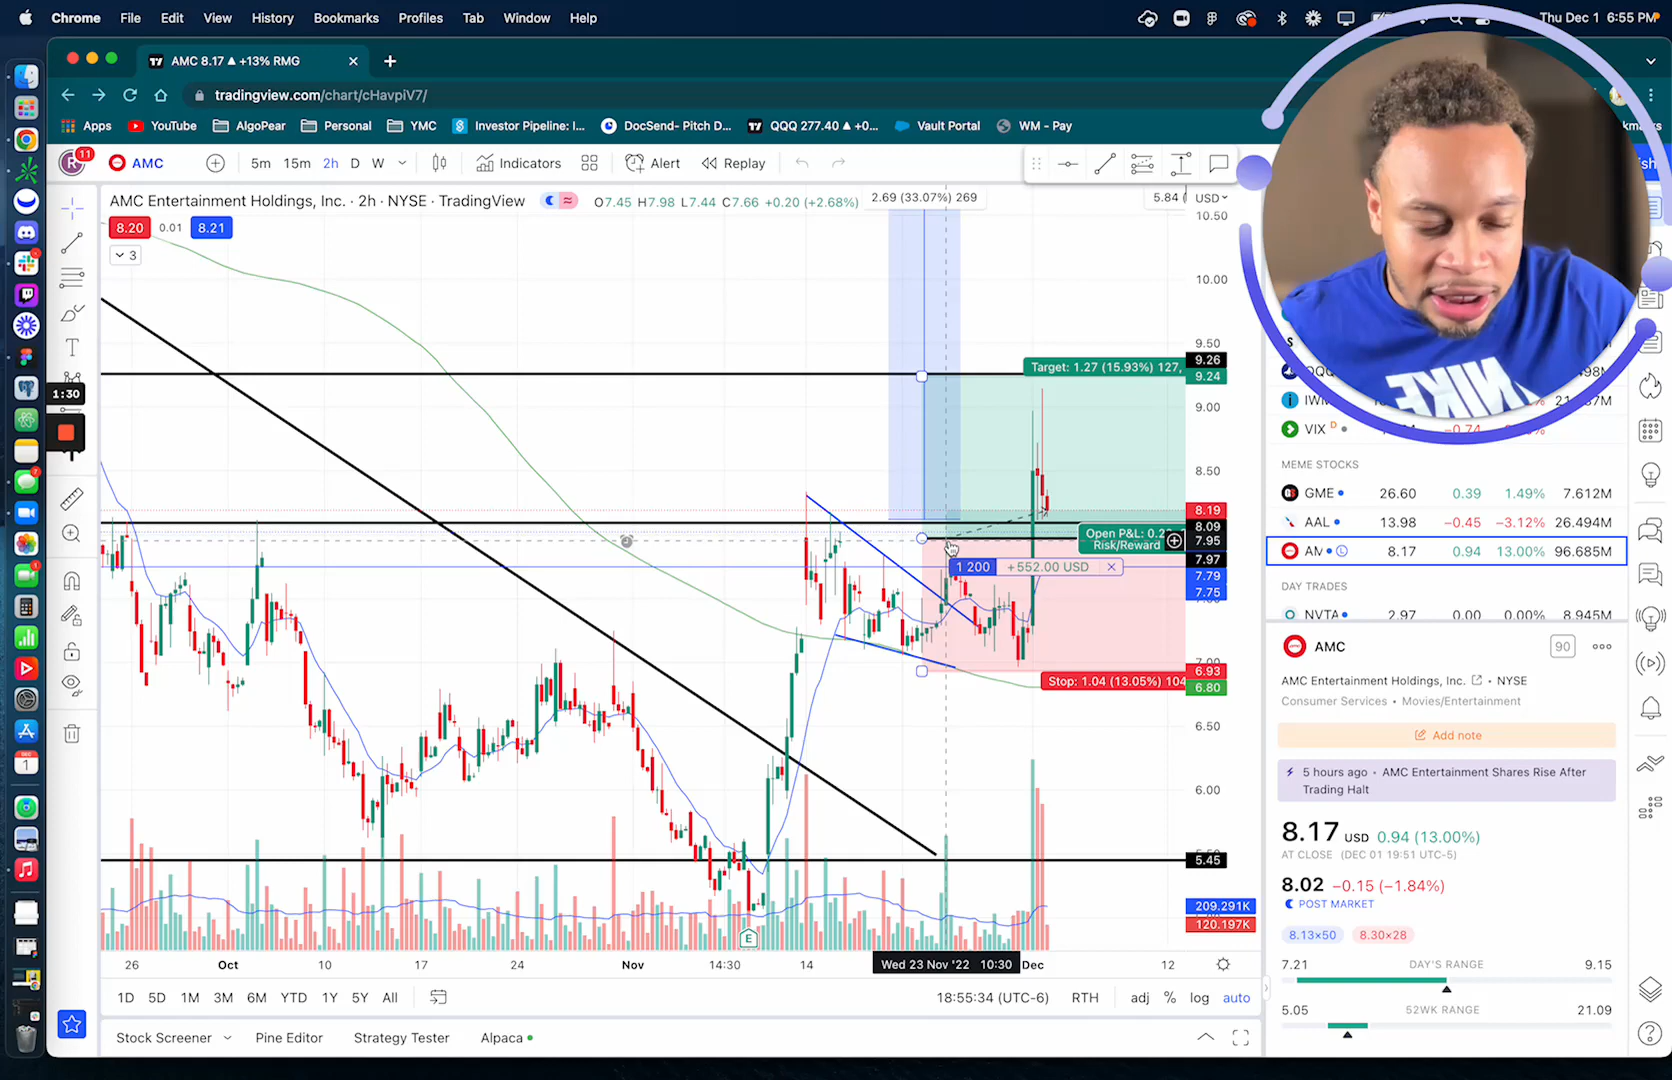 Chrome File Edit View History Bookmarks Profiles Tab Window Help
Thu Dec 1 6:55 PM
AMC 8.17 ▲ +13% RMG
tradingview.com/chart/cHavpiV7/
Apps YouTube AlgoPear Personal YMC Investor Pipeline: I... DocSend- Pitch D... QQQ 277.40 ▲ +0... Vault Portal WM - Pay
11
AMC 5m 15m 2h D W Indicators Alert Replay
AMC Entertainment Holdings, Inc. · 2h · NYSE · TradingView O7.45 H7.98 L7.44 C7.66 +0.20 (+2.68%)
2.69 (33.07%) 269
5.84
USD
8.20 0.01 8.21
3
10.50
10.00
9.50
9.26
9.24
9.00
8.50
8.19
8.09
7.95
7.97
7.79
7.75
7.00
6.93
6.80
6.50
6.00
5.45
209.291K
120.197K
Target: 1.27 (15.93%) 127,
Open P&L: 0.2
Risk/Reward
1 200 +552.00 USD
Stop: 1.04 (13.05%) 104
1:30
E
26 Oct 10 17 24 Nov 14:30 14 Wed 23 Nov '22 10:30 Dec 12
1D 5D 1M 3M 6M YTD 1Y 5Y All
18:55:34 (UTC-6) RTH adj % log auto
Stock Screener Pine Editor Strategy Tester Alpaca
VIX D −0.74
MEME STOCKS
GME 26.60 0.39 1.49% 7.612M
AAL 13.98 −0.45 −3.12% 26.494M
AM 8.17 0.94 13.00% 96.685M
DAY TRADES
NVTA 2.97 0.00 0.00% 8.945M
AMC
90
AMC Entertainment Holdings, Inc. • NYSE
Consumer Services • Movies/Entertainment
Add note
5 hours ago • AMC Entertainment Shares Rise After
Trading Halt
8.17 USD 0.94 (13.00%)
AT CLOSE (DEC 01 19:51 UTC-5)
8.02 −0.15 (−1.84%)
POST MARKET
8.13×50 8.30×28
7.21 DAY'S RANGE 9.15
5.05 52WK RANGE 21.09
NIKE